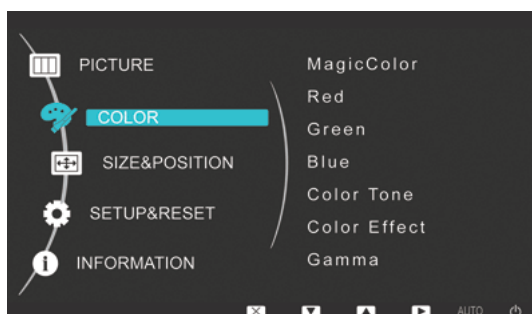 PICTURE
COLOR
SIZE&POSITION
SETUP&RESET
INFORMATION
MagicColor
Red
Green
Blue
Color Tone
Color Effect
Gamma
AUTO